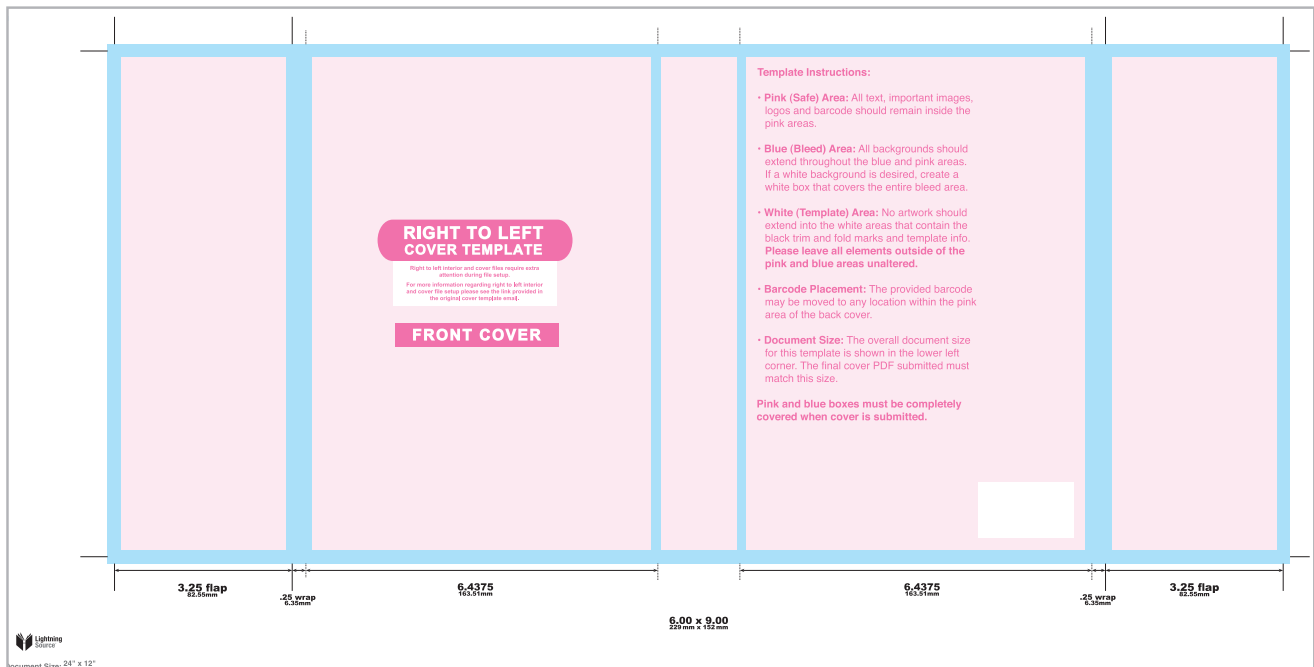 Template Instructions:
• Pink (Safe) Area: All text, important images,
logos and barcode should remain inside the
pink areas.
• Blue (Bleed) Area: All backgrounds should
extend throughout the blue and pink areas.
If a white background is desired, create a
white box that covers the entire bleed area.
• White (Template) Area: No artwork should
extend into the white areas that contain the
black trim and fold marks and template info.
Please leave all elements outside of the
pink and blue areas unaltered.
• Barcode Placement: The provided barcode
may be moved to any location within the pink
area of the back cover.
• Document Size: The overall document size
for this template is shown in the lower left
corner. The final cover PDF submitted must
match this size.
Pink and blue boxes must be completely
covered when cover is submitted.
RIGHT TO LEFT
COVER TEMPLATE
Right to left interior and cover files require extra
attention during file setup.
For more information regarding right to left interior
and cover file setup please see the link provided in
the original cover template email.
FRONT COVER
3.25 flap
82.55mm
.25 wrap
6.35mm
6.4375
163.51mm
6.00 x 9.00
229 mm x 152 mm
6.4375
163.51mm
.25 wrap
6.35mm
3.25 flap
82.55mm
Lightning
Source
ocument Size: 24" x 12"